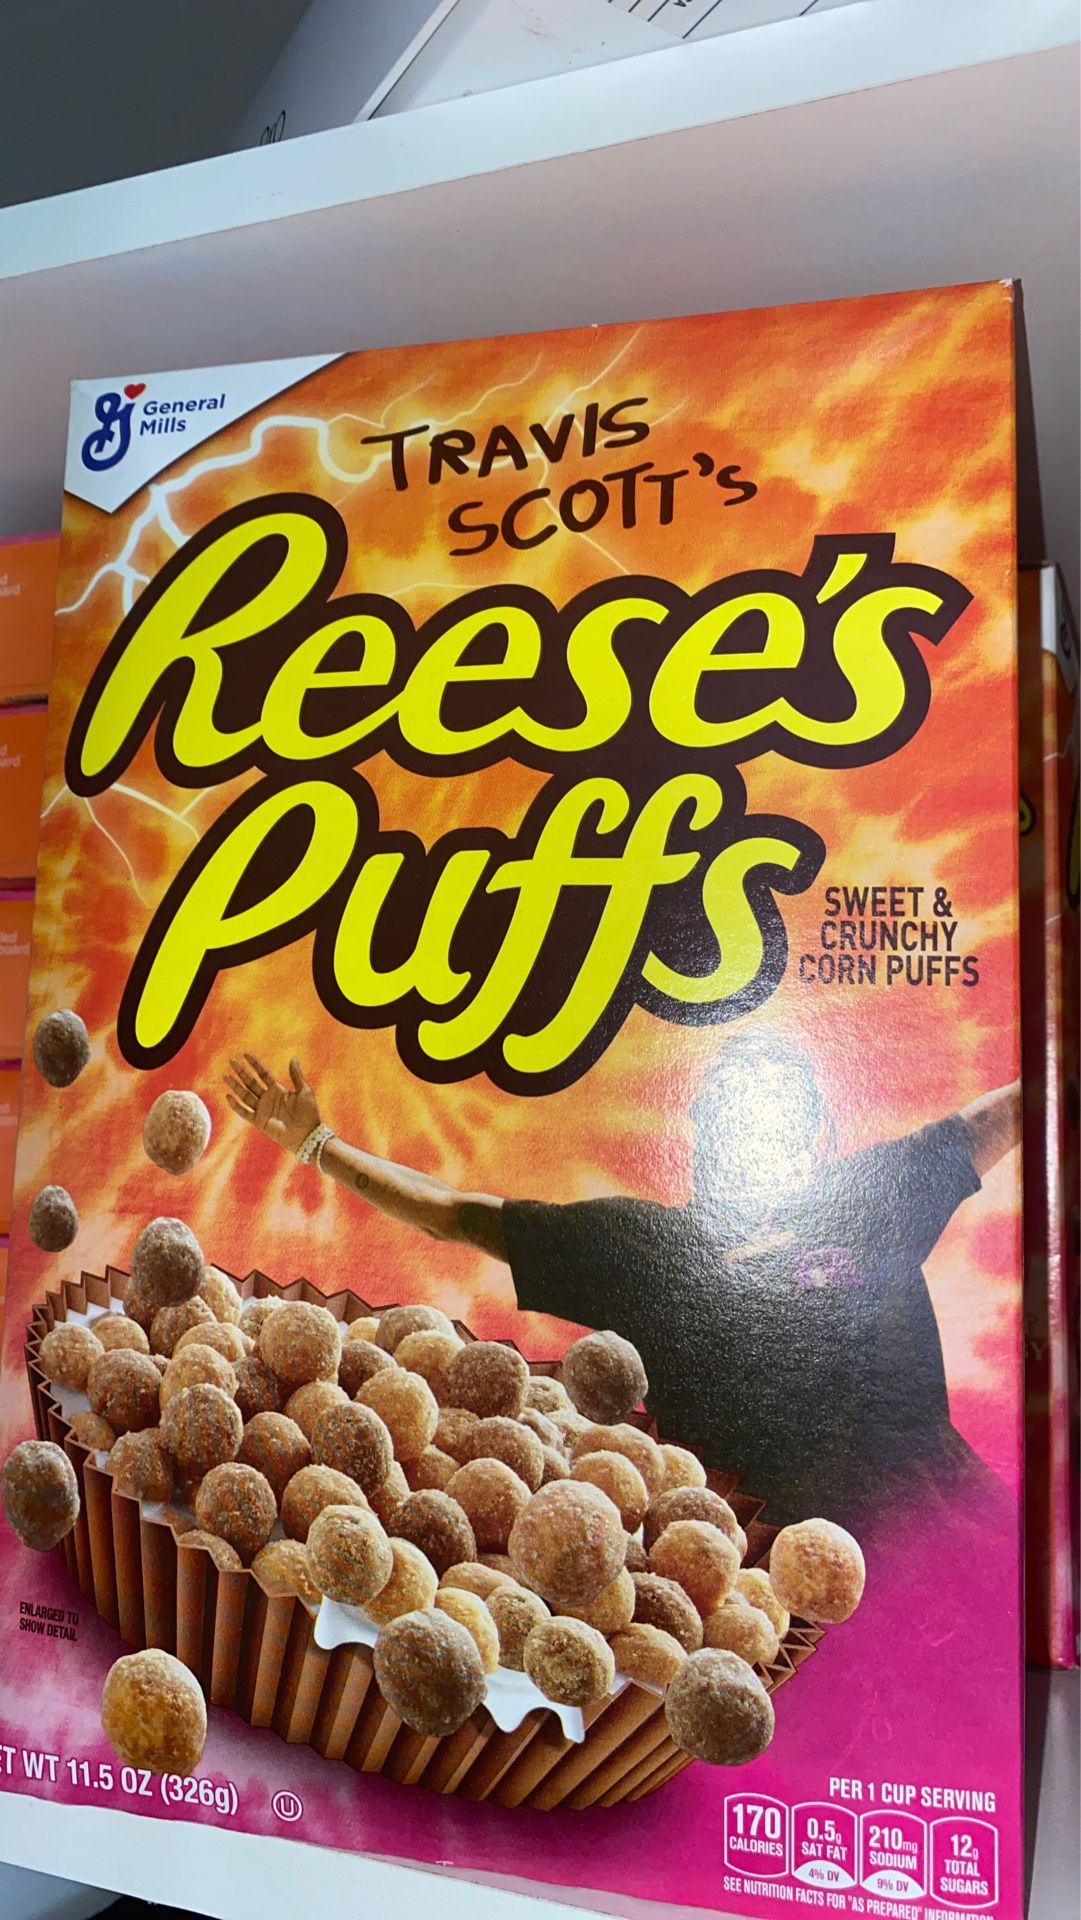 General
Mills
TRAVIS
SCOTT'S
Reese's
Puffs
SWEET &
CRUNCHY
CORN PUFFS
ENLARGED TO
SHOW DETAIL
ET WT 11.5 OZ (326g)
U
PER 1 CUP SERVING
170
CALORIES
0.5g
SAT FAT
4% DV
210mg
SODIUM
9% DV
12g
TOTAL
SUGARS
SEE NUTRITION FACTS FOR "AS PREPARED" INFORMATION